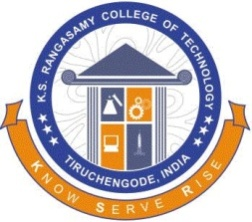 K.S. RANGASAMY COLLEGE OF TECHNOLOGY
TIRUCHENGODE, INDIA
KNOW SERVE RISE